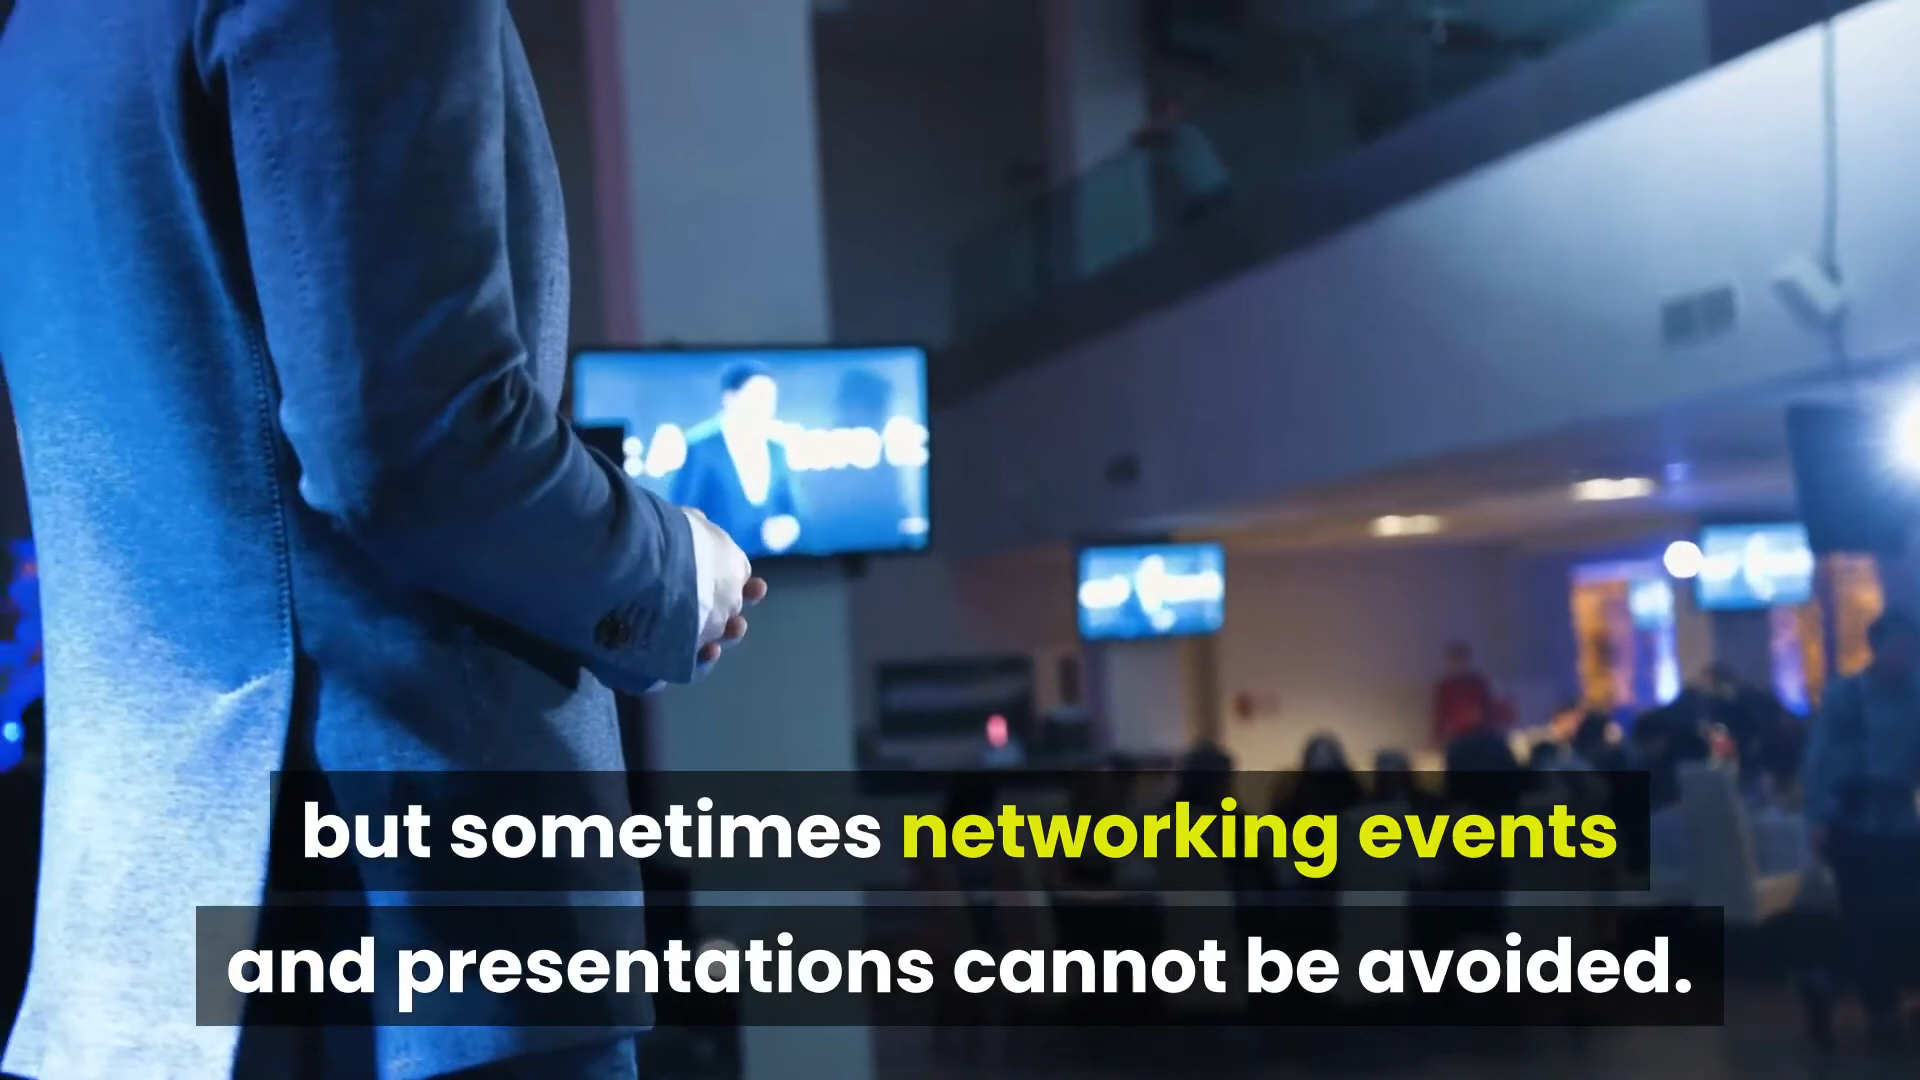 but sometimes networking events
and presentations cannot be avoided.